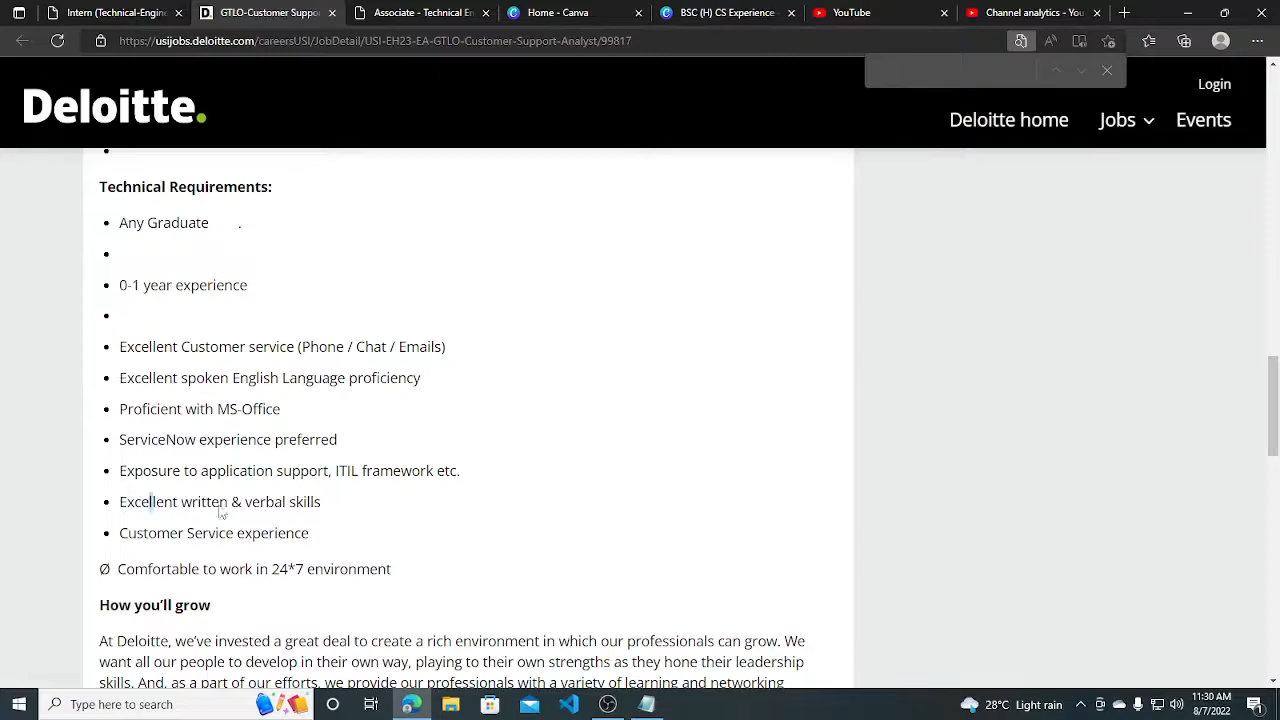 Intern (Technical-Engine
GTLO-Customer Suppo
Associate - Technical En
Home - Canva
BSC (H) CS Experience -
YouTube
Channel analytics - You
https://usijobs.deloitte.com/careersUSI/JobDetail/USI-EH23-EA-GTLO-Customer-Support-Analyst/99817
Login
Deloitte.
Deloitte home
Jobs
Events
Technical Requirements:
• Any Graduate .
•
• 0-1 year experience
•
• Excellent Customer service (Phone / Chat / Emails)
• Excellent spoken English Language proficiency
• Proficient with MS-Office
• ServiceNow experience preferred
• Exposure to application support, ITIL framework etc.
• Excellent written & verbal skills
• Customer Service experience
Ø Comfortable to work in 24*7 environment
How you’ll grow
At Deloitte, we’ve invested a great deal to create a rich environment in which our professionals can grow. We
want all our people to develop in their own way, playing to their own strengths as they hone their leadership
skills. And, as a part of our efforts, we provide our professionals with a variety of learning and networking
Type here to search
28°C Light rain
11:30 AM
8/7/2022